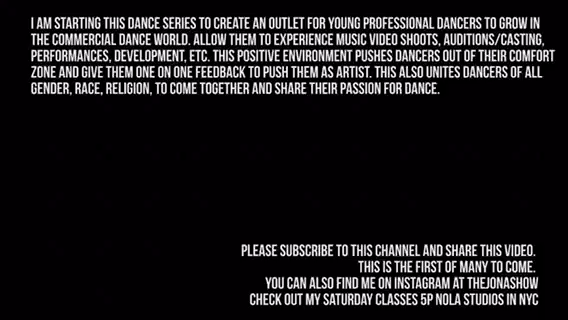 I AM STARTING THIS DANCE SERIES TO CREATE AN OUTLET FOR YOUNG PROFESSIONAL DANCERS TO GROW IN
THE COMMERCIAL DANCE WORLD. ALLOW THEM TO EXPERIENCE MUSIC VIDEO SHOOTS, AUDITIONS/CASTING,
PERFORMANCES, DEVELOPMENT, ETC. THIS POSITIVE ENVIRONMENT PUSHES DANCERS OUT OF THEIR COMFORT
ZONE AND GIVE THEM ONE ON ONE FEEDBACK TO PUSH THEM AS ARTIST. THIS ALSO UNITES DANCERS OF ALL
GENDER, RACE, RELIGION, TO COME TOGETHER AND SHARE THEIR PASSION FOR DANCE.
PLEASE SUBSCRIBE TO THIS CHANNEL AND SHARE THIS VIDEO.
THIS IS THE FIRST OF MANY TO COME.
YOU CAN ALSO FIND ME ON INSTAGRAM AT THEJONASHOW
CHECK OUT MY SATURDAY CLASSES 5P NOLA STUDIOS IN NYC